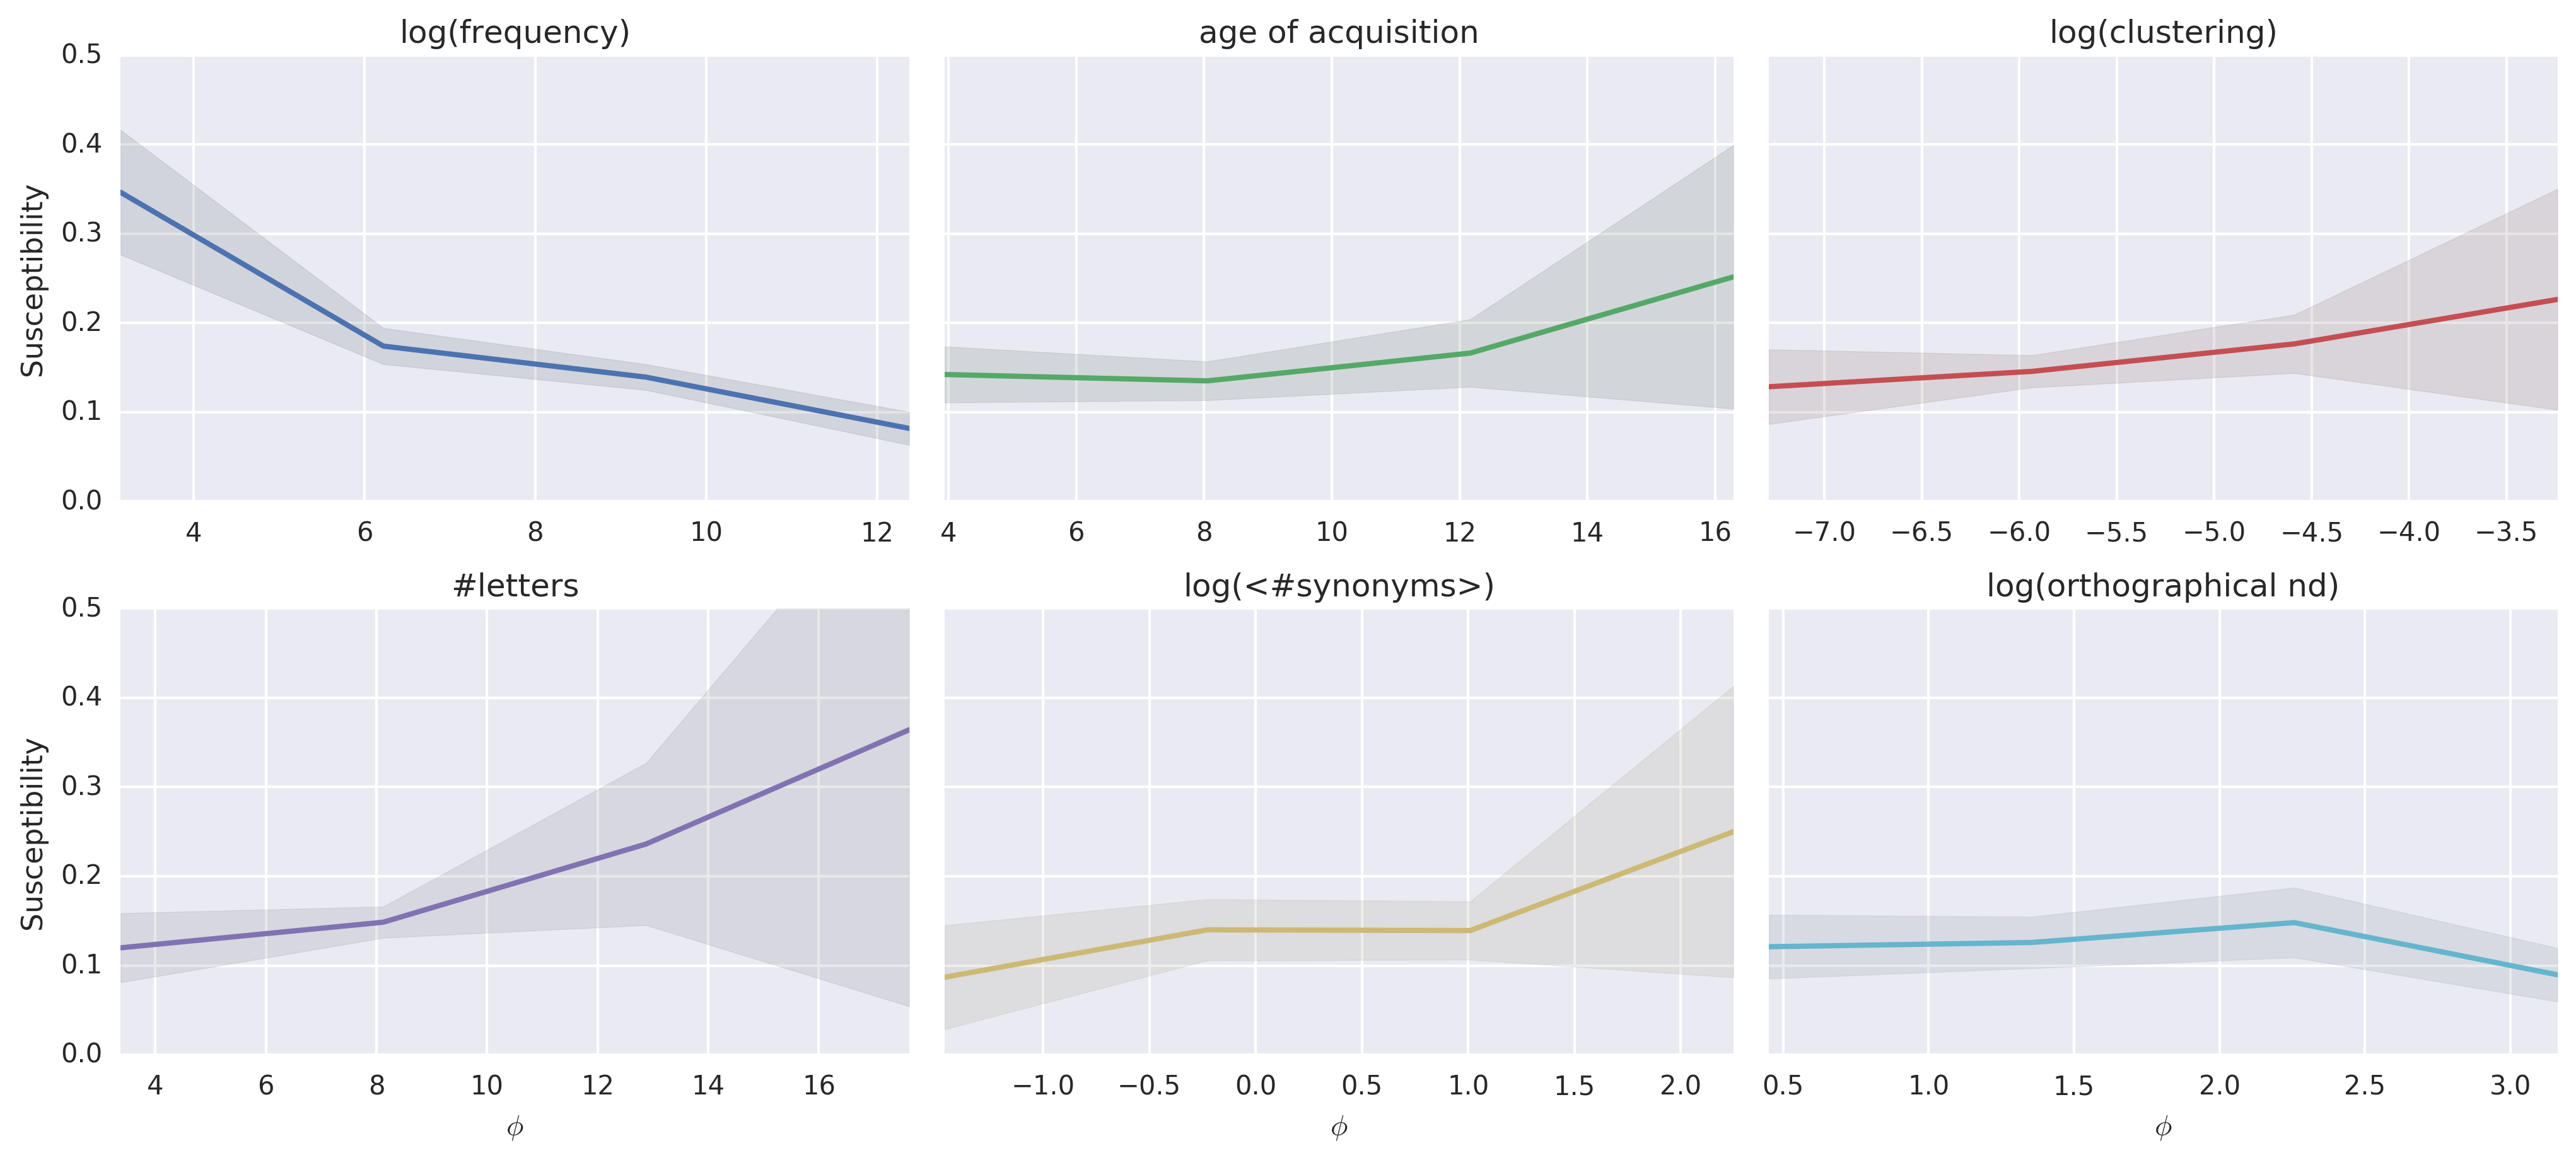 log(frequency)
age of acquisition
log(clustering)
Susceptibility
0.5
0.4
0.3
0.2
0.1
0.0
4 6 8 10 12
4 6 8 10 12 14 16
−7.0 −6.5 −6.0 −5.5 −5.0 −4.5 −4.0 −3.5
#letters
log(<#synonyms>)
log(orthographical nd)
Susceptibility
0.5
0.4
0.3
0.2
0.1
0.0
4 6 8 10 12 14 16
−1.0 −0.5 0.0 0.5 1.0 1.5 2.0
0.5 1.0 1.5 2.0 2.5 3.0
ϕ
ϕ
ϕ